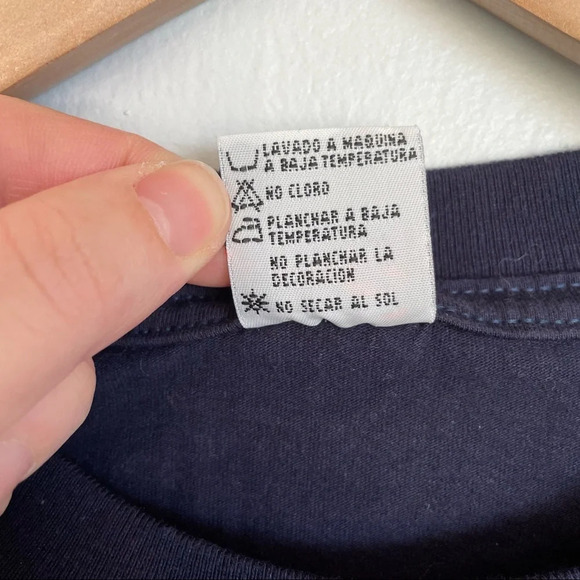 LAVADO A MAQUINA
A BAJA TEMPERATURA
NO CLORO
PLANCHAR A BAJA
TEMPERATURA
NO PLANCHAR LA
DECORACION
NO SECAR AL SOL